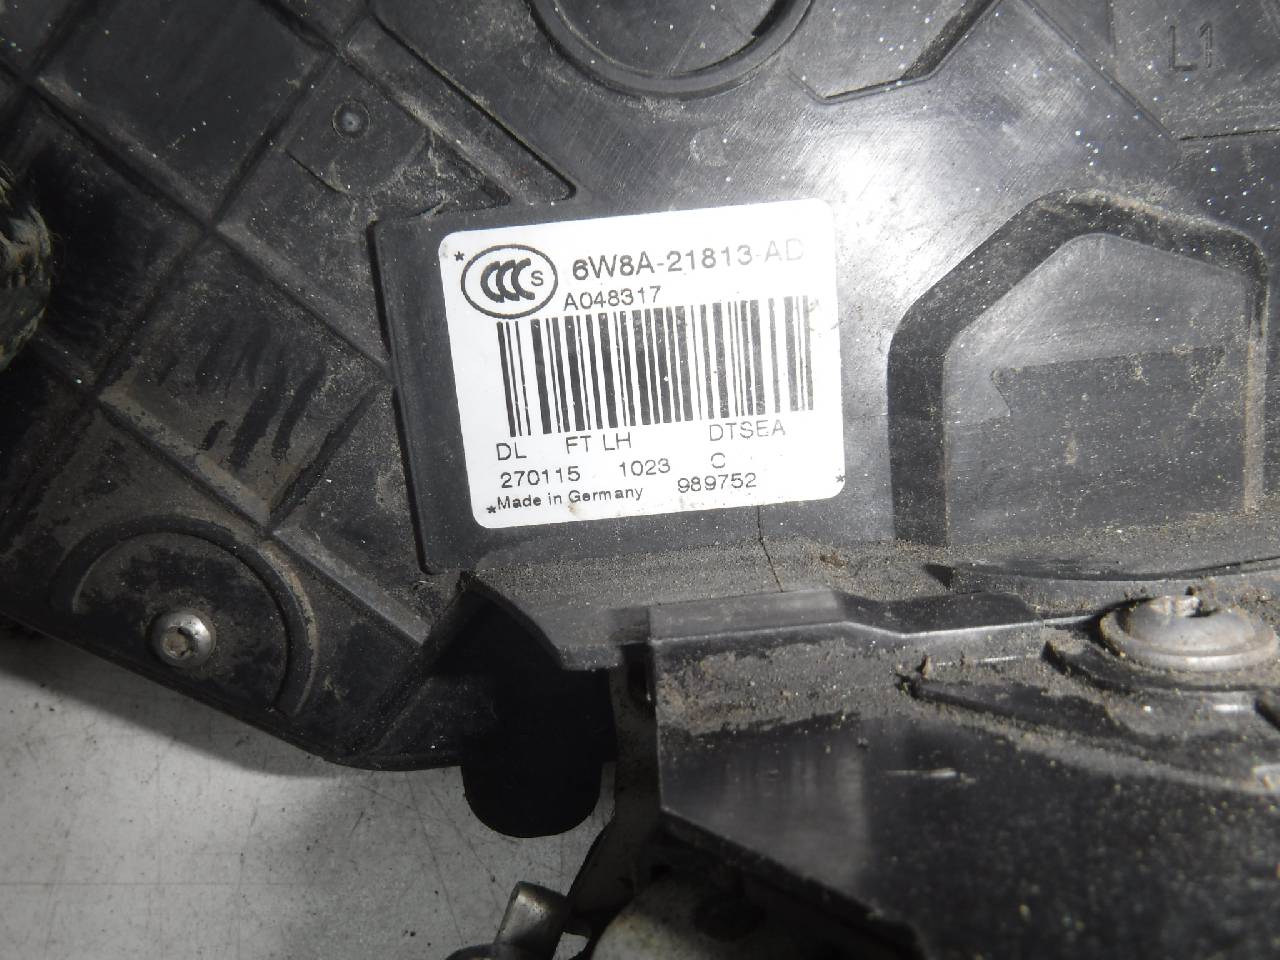 L1
CCC S
* 6W8A-21813-AD
A048317
DL FT LH DTSEA
270115 1023 C
*Made in Germany 989752 *